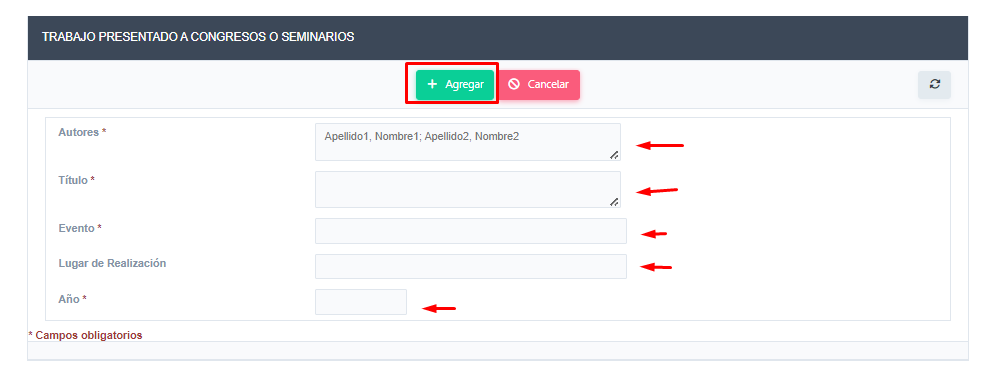 TRABAJO PRESENTADO A CONGRESOS O SEMINARIOS
+ Agregar Cancelar
Autores *
Apellido1, Nombre1; Apellido2, Nombre2
Título *
Evento *
Lugar de Realización
Año *
* Campos obligatorios